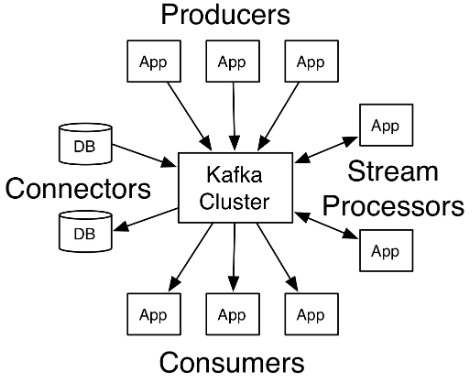 Producers
App
App
App
DB
App
Connectors
Kafka
Cluster
Stream
Processors
DB
App
App
App
App
Consumers